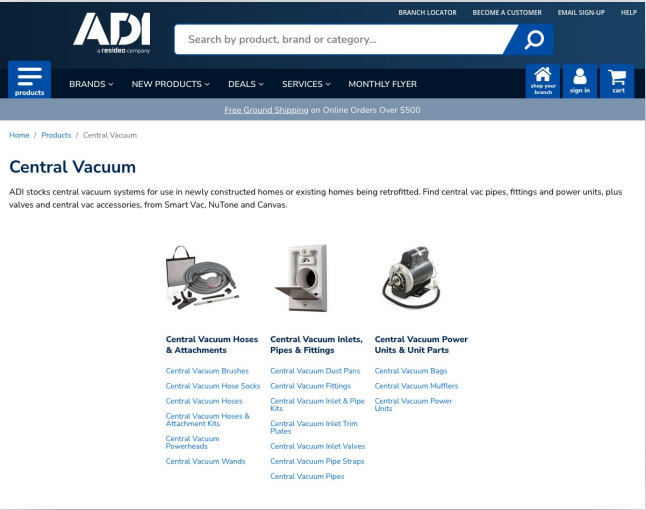 BRANCH LOCATOR BECOME A CUSTOMER EMAIL SIGN-UP HELP
ADI
a resideo company
Search by product, brand or category...
products
BRANDS NEW PRODUCTS DEALS SERVICES MONTHLY FLYER
shop your
branch
sign in
cart
Free Ground Shipping on Online Orders Over $500
Home / Products / Central Vacuum
Central Vacuum
ADI stocks central vacuum systems for use in newly constructed homes or existing homes being retrofitted. Find central vac pipes, fittings and power units, plus
valves and central vac accessories, from Smart Vac, NuTone and Canvas.
Central Vacuum Hoses
& Attachments
Central Vacuum Brushes
Central Vacuum Hose Socks
Central Vacuum Hoses
Central Vacuum Hoses &
Attachment Kits
Central Vacuum
Powerheads
Central Vacuum Wands
Central Vacuum Inlets,
Pipes & Fittings
Central Vacuum Dust Pans
Central Vacuum Fittings
Central Vacuum Inlet & Pipe
Kits
Central Vacuum Inlet Trim
Plates
Central Vacuum Inlet Valves
Central Vacuum Pipe Straps
Central Vacuum Pipes
Central Vacuum Power
Units & Unit Parts
Central Vacuum Bags
Central Vacuum Mufflers
Central Vacuum Power
Units